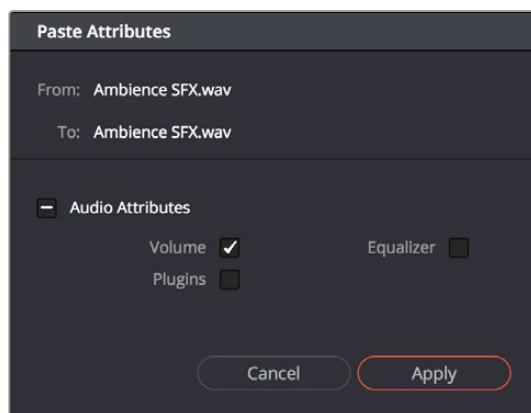 Paste Attributes
From: Ambience SFX.wav
To: Ambience SFX.wav
Audio Attributes
Volume Equalizer
Plugins
Cancel Apply